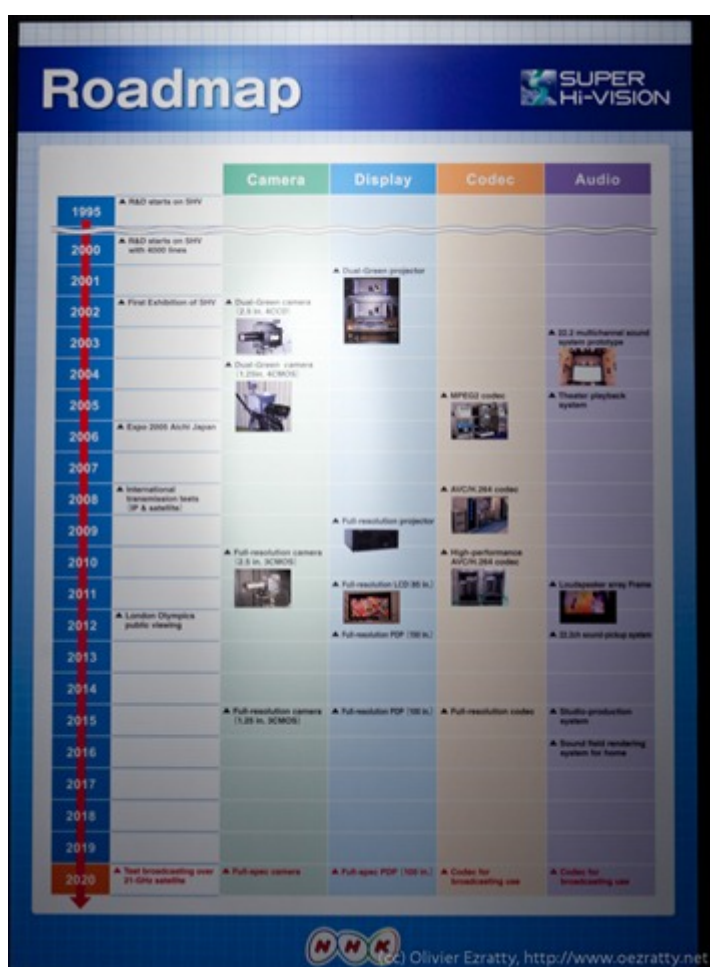 Roadmap
SUPER
Hi-VISION
Camera
Display
Codec
Audio
1995
▲ R&D starts on SHV
2000
▲ R&D starts on SHV
with 4000 lines
2001
▲ Dual-Green projector
2002
▲ First Exhibition of SHV
▲ Dual-Green camera
(2.5 in. 4CCD)
2003
▲ 22.2 multichannel sound
system prototype
2004
▲ Dual-Green camera
(1.25in. 4CMOS)
2005
▲ MPEG2 codec
▲ Theater playback
system
2006
▲ Expo 2005 Aichi Japan
2007
2008
▲ International
transmission tests
(IP & satellite)
▲ AVC/H.264 codec
2009
▲ Full-resolution projector
2010
▲ Full-resolution camera
(2.5 in. 3CMOS)
▲ High-performance
AVC/H.264 codec
2011
▲ Full-resolution LCD (85 in.)
▲ Loudspeaker array Frame
2012
▲ London Olympics
public viewing
▲ Full-resolution PDP (100 in.)
▲ 22.2ch sound-pickup system
2013
2014
2015
▲ Full-resolution camera
(1.25 in. 3CMOS)
▲ Full-resolution PDP (100 in.)
▲ Full-resolution codec
▲ Studio-production
system
2016
▲ Sound field rendering
system for home
2017
2018
2019
2020
▲ Test broadcasting over
21-GHz satellite
▲ Full-spec camera
▲ Full-spec PDP (100 in.)
▲ Codec for
broadcasting use
▲ Codec for
broadcasting use
NHK
(cc) Olivier Ezratty, http://www.oezratty.net